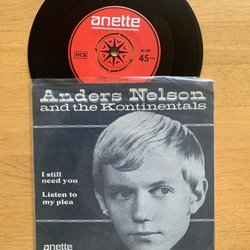 anette
NCB
45
Anders Nelson
and the Kontinentals
I still
need you
Listen to
my plea
anette